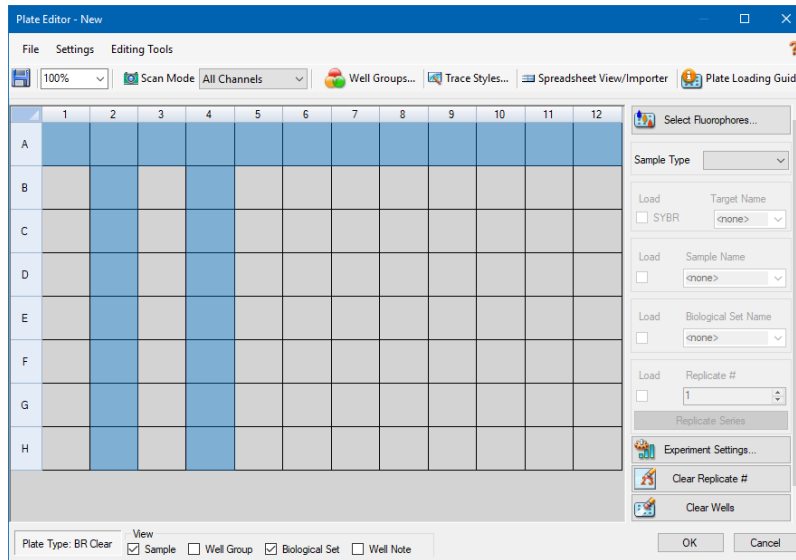 Plate Editor - New
File Settings Editing Tools ?
100% Scan Mode All Channels Well Groups... Trace Styles... Spreadsheet View/Importer Plate Loading Guid
1 2 3 4 5 6 7 8 9 10 11 12
A
B
C
D
E
F
G
H
Select Fluorophores...
Sample Type
Load Target Name
SYBR <none>
Load Sample Name
<none>
Load Biological Set Name
<none>
Load Replicate #
1
Replicate Series
Experiment Settings...
Clear Replicate #
Clear Wells
Plate Type: BR Clear
View
Sample Well Group Biological Set Well Note
OK Cancel